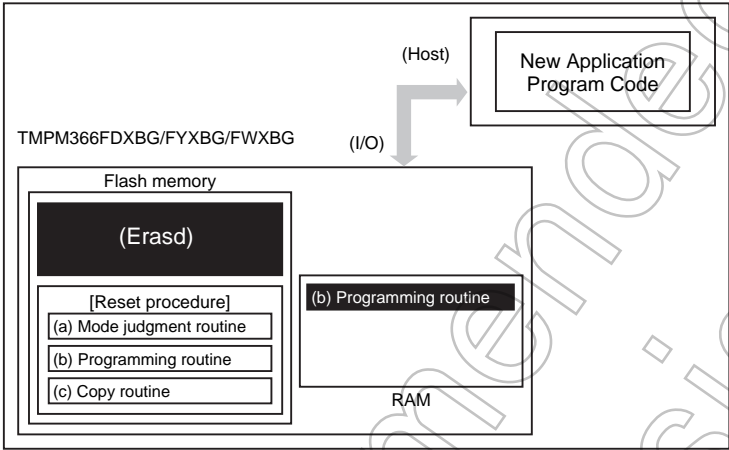 (Host)
New Application
Program Code
TMPM366FDXBG/FYXBG/FWXBG
(I/O)
Flash memory
(Erasd)
[Reset procedure]
(a) Mode judgment routine
(b) Programming routine
(c) Copy routine
(b) Programming routine
RAM